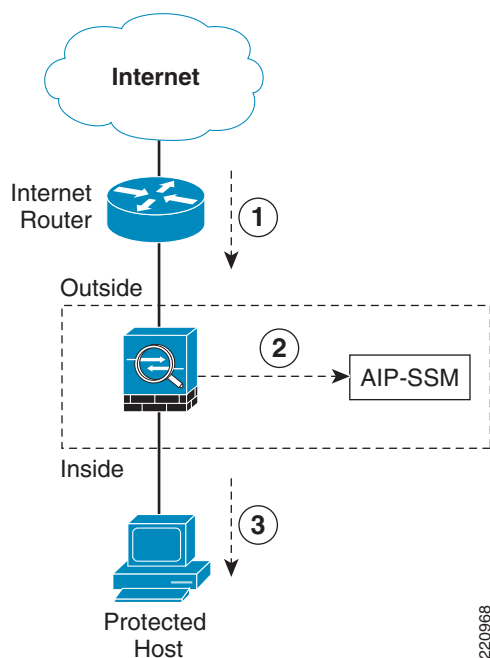 Internet
Internet
Router
1
Outside
2
AIP-SSM
Inside
3
Protected
Host
220968